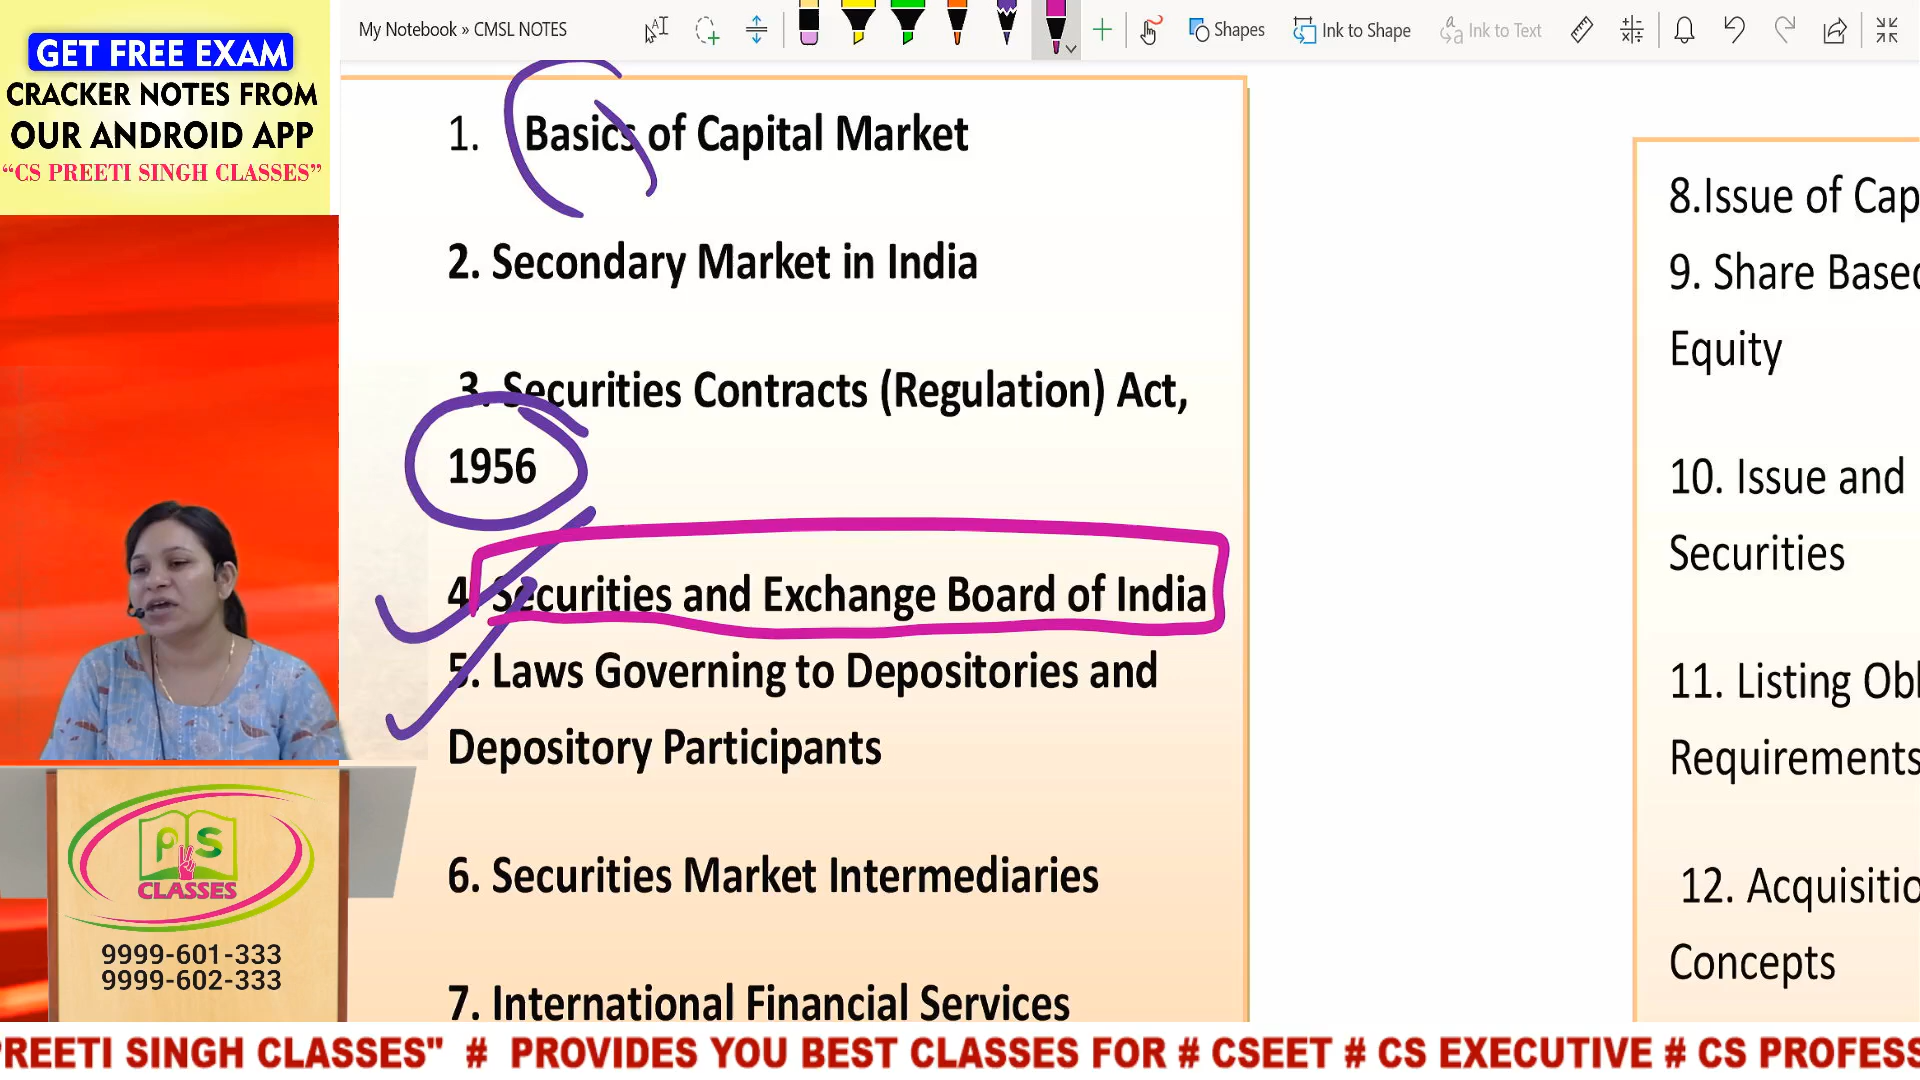 GET FREE EXAM
CRACKER NOTES FROM
OUR ANDROID APP
“CS PREETI SINGH CLASSES”
My Notebook » CMSL NOTES
Shapes
Ink to Shape
Ink to Text
1. Basics of Capital Market
2. Secondary Market in India
3. Securities Contracts (Regulation) Act,
1956
4. Securities and Exchange Board of India
5. Laws Governing to Depositories and
Depository Participants
6. Securities Market Intermediaries
7. International Financial Services
8.Issue of Cap
9. Share Based
Equity
10. Issue and
Securities
11. Listing Obl
Requirements
12. Acquisitio
Concepts
PS
CLASSES
9999-601-333
9999-602-333
REETI SINGH CLASSES" # PROVIDES YOU BEST CLASSES FOR # CSEET # CS EXECUTIVE # CS PROFESS